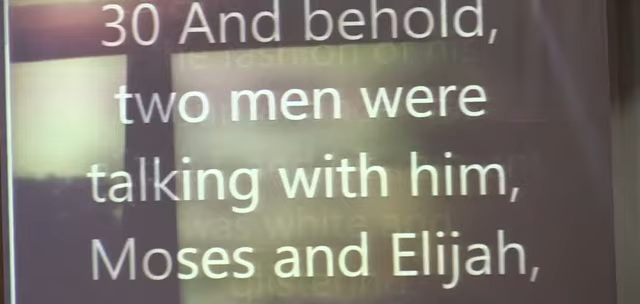 30 And behold,
two men were
talking with him,
Moses and Elijah,